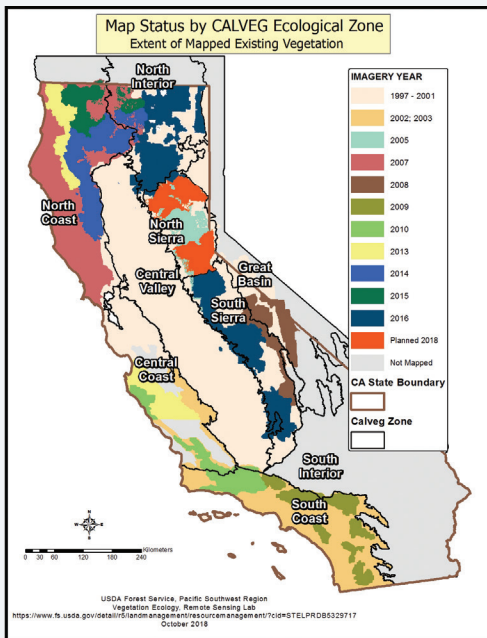 Map Status by CALVEG Ecological Zone
Extent of Mapped Existing Vegetation
North
Interior
North
Coast
North
Sierra
Great
Basin
Central
Valley
South
Sierra
Central
Coast
South
Interior
South
Coast
IMAGERY YEAR
1997 - 2001
2002; 2003
2005
2007
2008
2009
2010
2013
2014
2015
2016
Planned 2018
Not Mapped
CA State Boundary
Calveg Zone
N
W E
S
Kilometers
0 30 60 120 180 240
USDA Forest Service, Pacific Southwest Region
Vegetation Ecology, Remote Sensing Lab
https://www.fs.usda.gov/detail/r5/landmanagement/resourcemanagement/?cid=STELPRDB5329717
October 2018